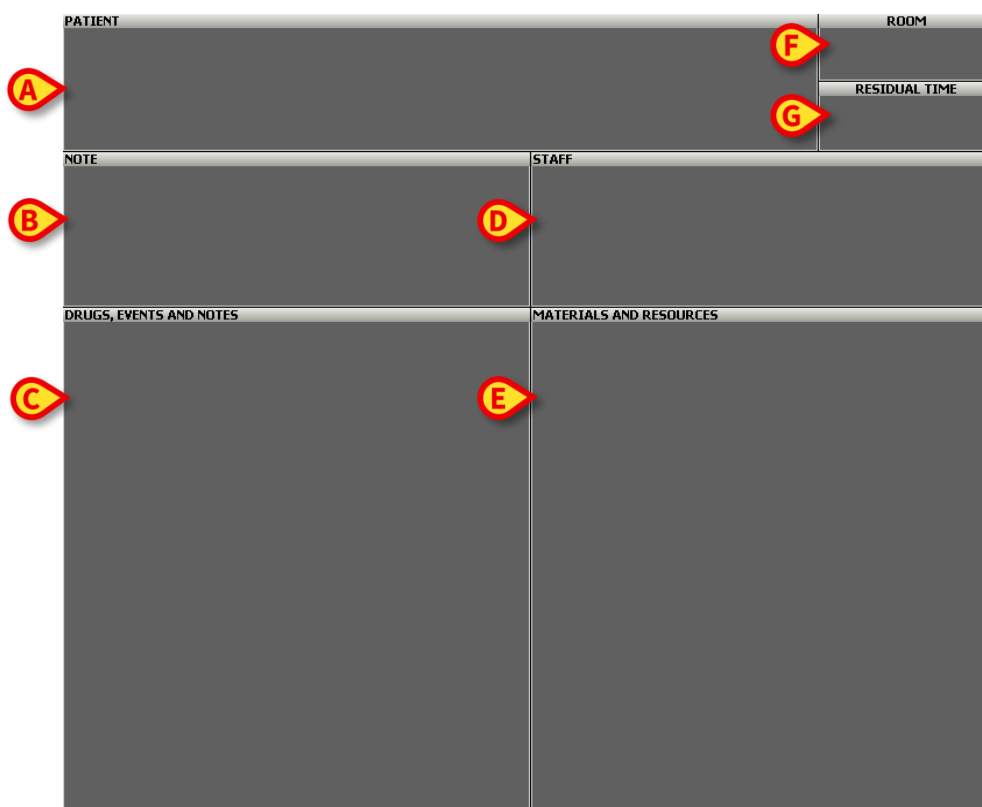 PATIENT
ROOM
F
A
RESIDUAL TIME
G
NOTE
STAFF
B
D
DRUGS, EVENTS AND NOTES
MATERIALS AND RESOURCES
C
E